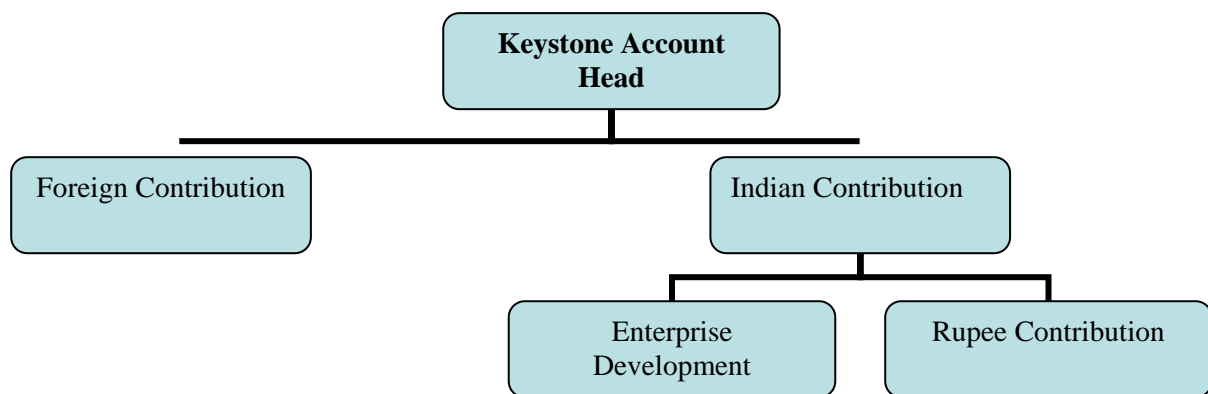 Keystone Account
Head
Foreign Contribution
Indian Contribution
Enterprise
Development
Rupee Contribution